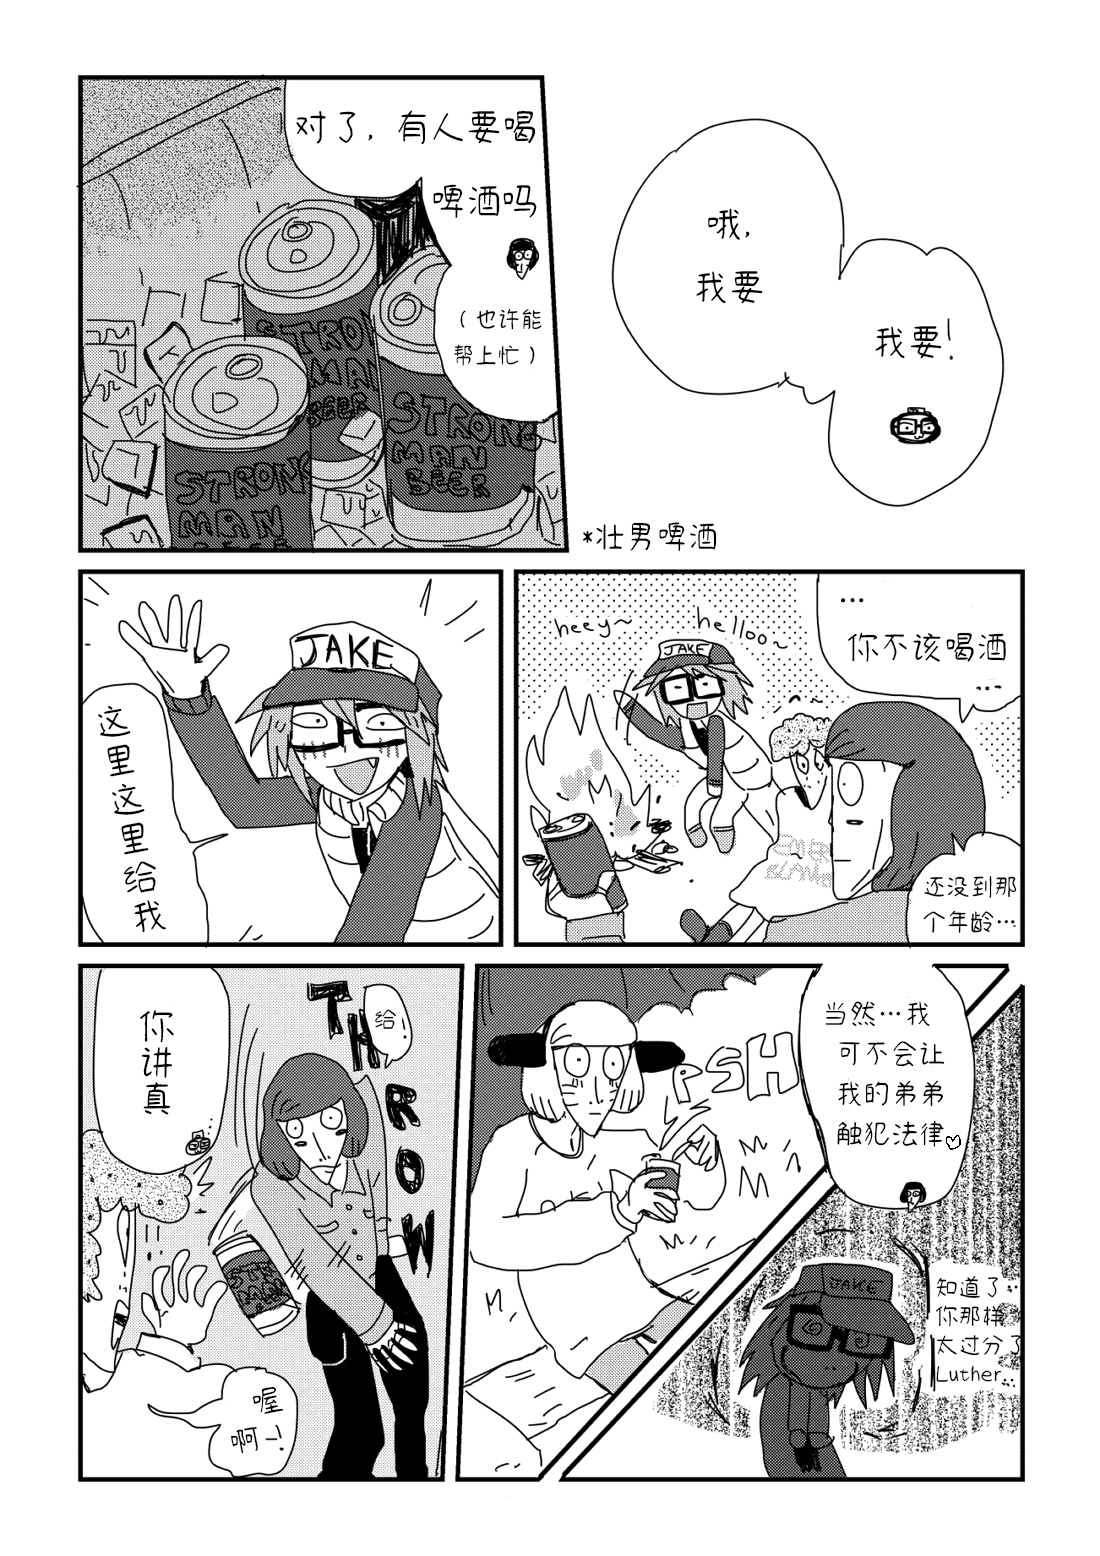 对了，有人要喝
啤酒吗
（也许能
帮上忙）
STRONG
MAN
BEER
STRONG
MAN
BEER
STRONG
MAN
BEER
哦，
我要
我要！
*壮男啤酒
JAKE
这里这里给我
heey~
helloo~
JAKE
…
你不该喝酒
…
还没到那
个年龄…
你讲真
THROW
给！
STRO
MAN
喔
啊—！
PSH
当然…我
可不会让
我的弟弟
触犯法律♡
JAKE
知道了…
你那样
太过分了
Luther…